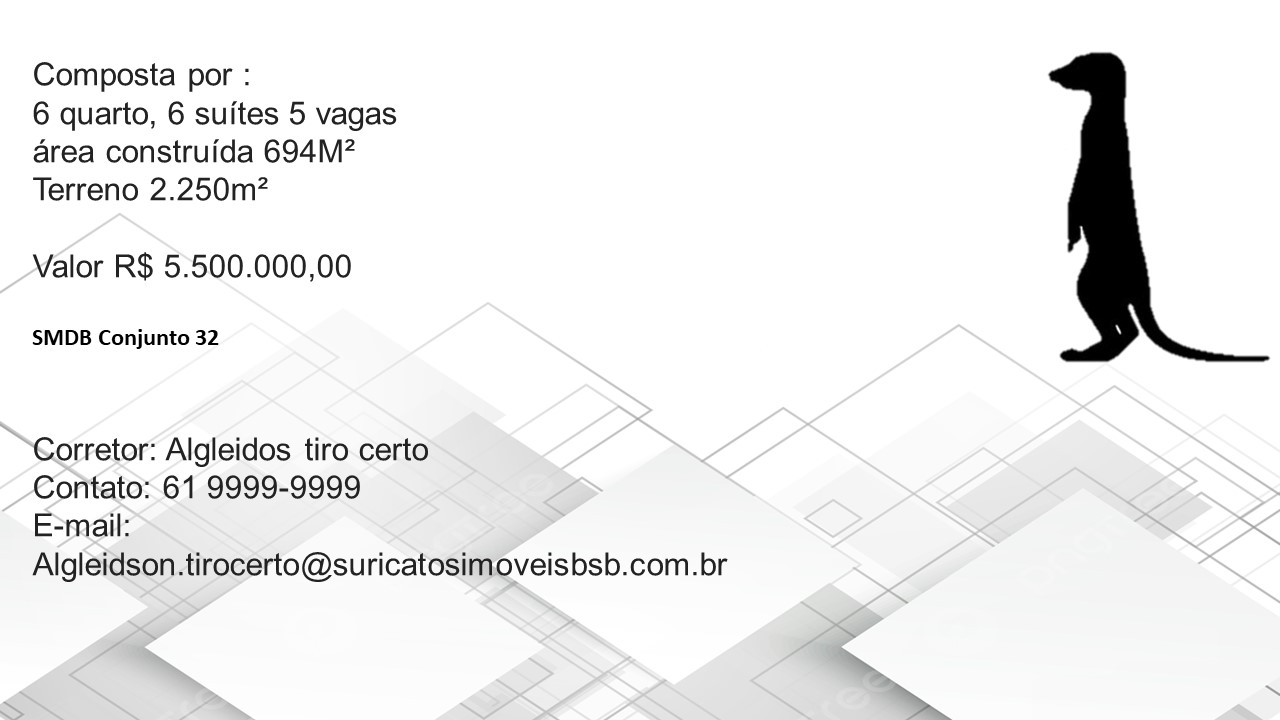 Composta por :
6 quarto, 6 suítes 5 vagas
área construída 694M²
Terreno 2.250m²
Valor R$ 5.500.000,00
SMDB Conjunto 32
Corretor: Algleidos tiro certo
Contato: 61 9999-9999
E-mail:
Algleidson.tirocerto@suricatosimoveisbsb.com.br